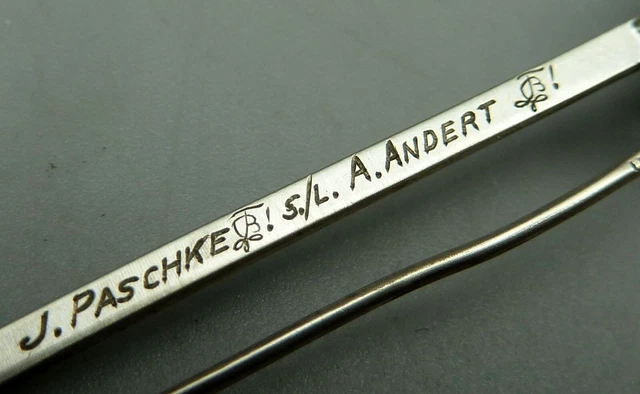 J. PASCHKE ! S./L. A. ANDERT !